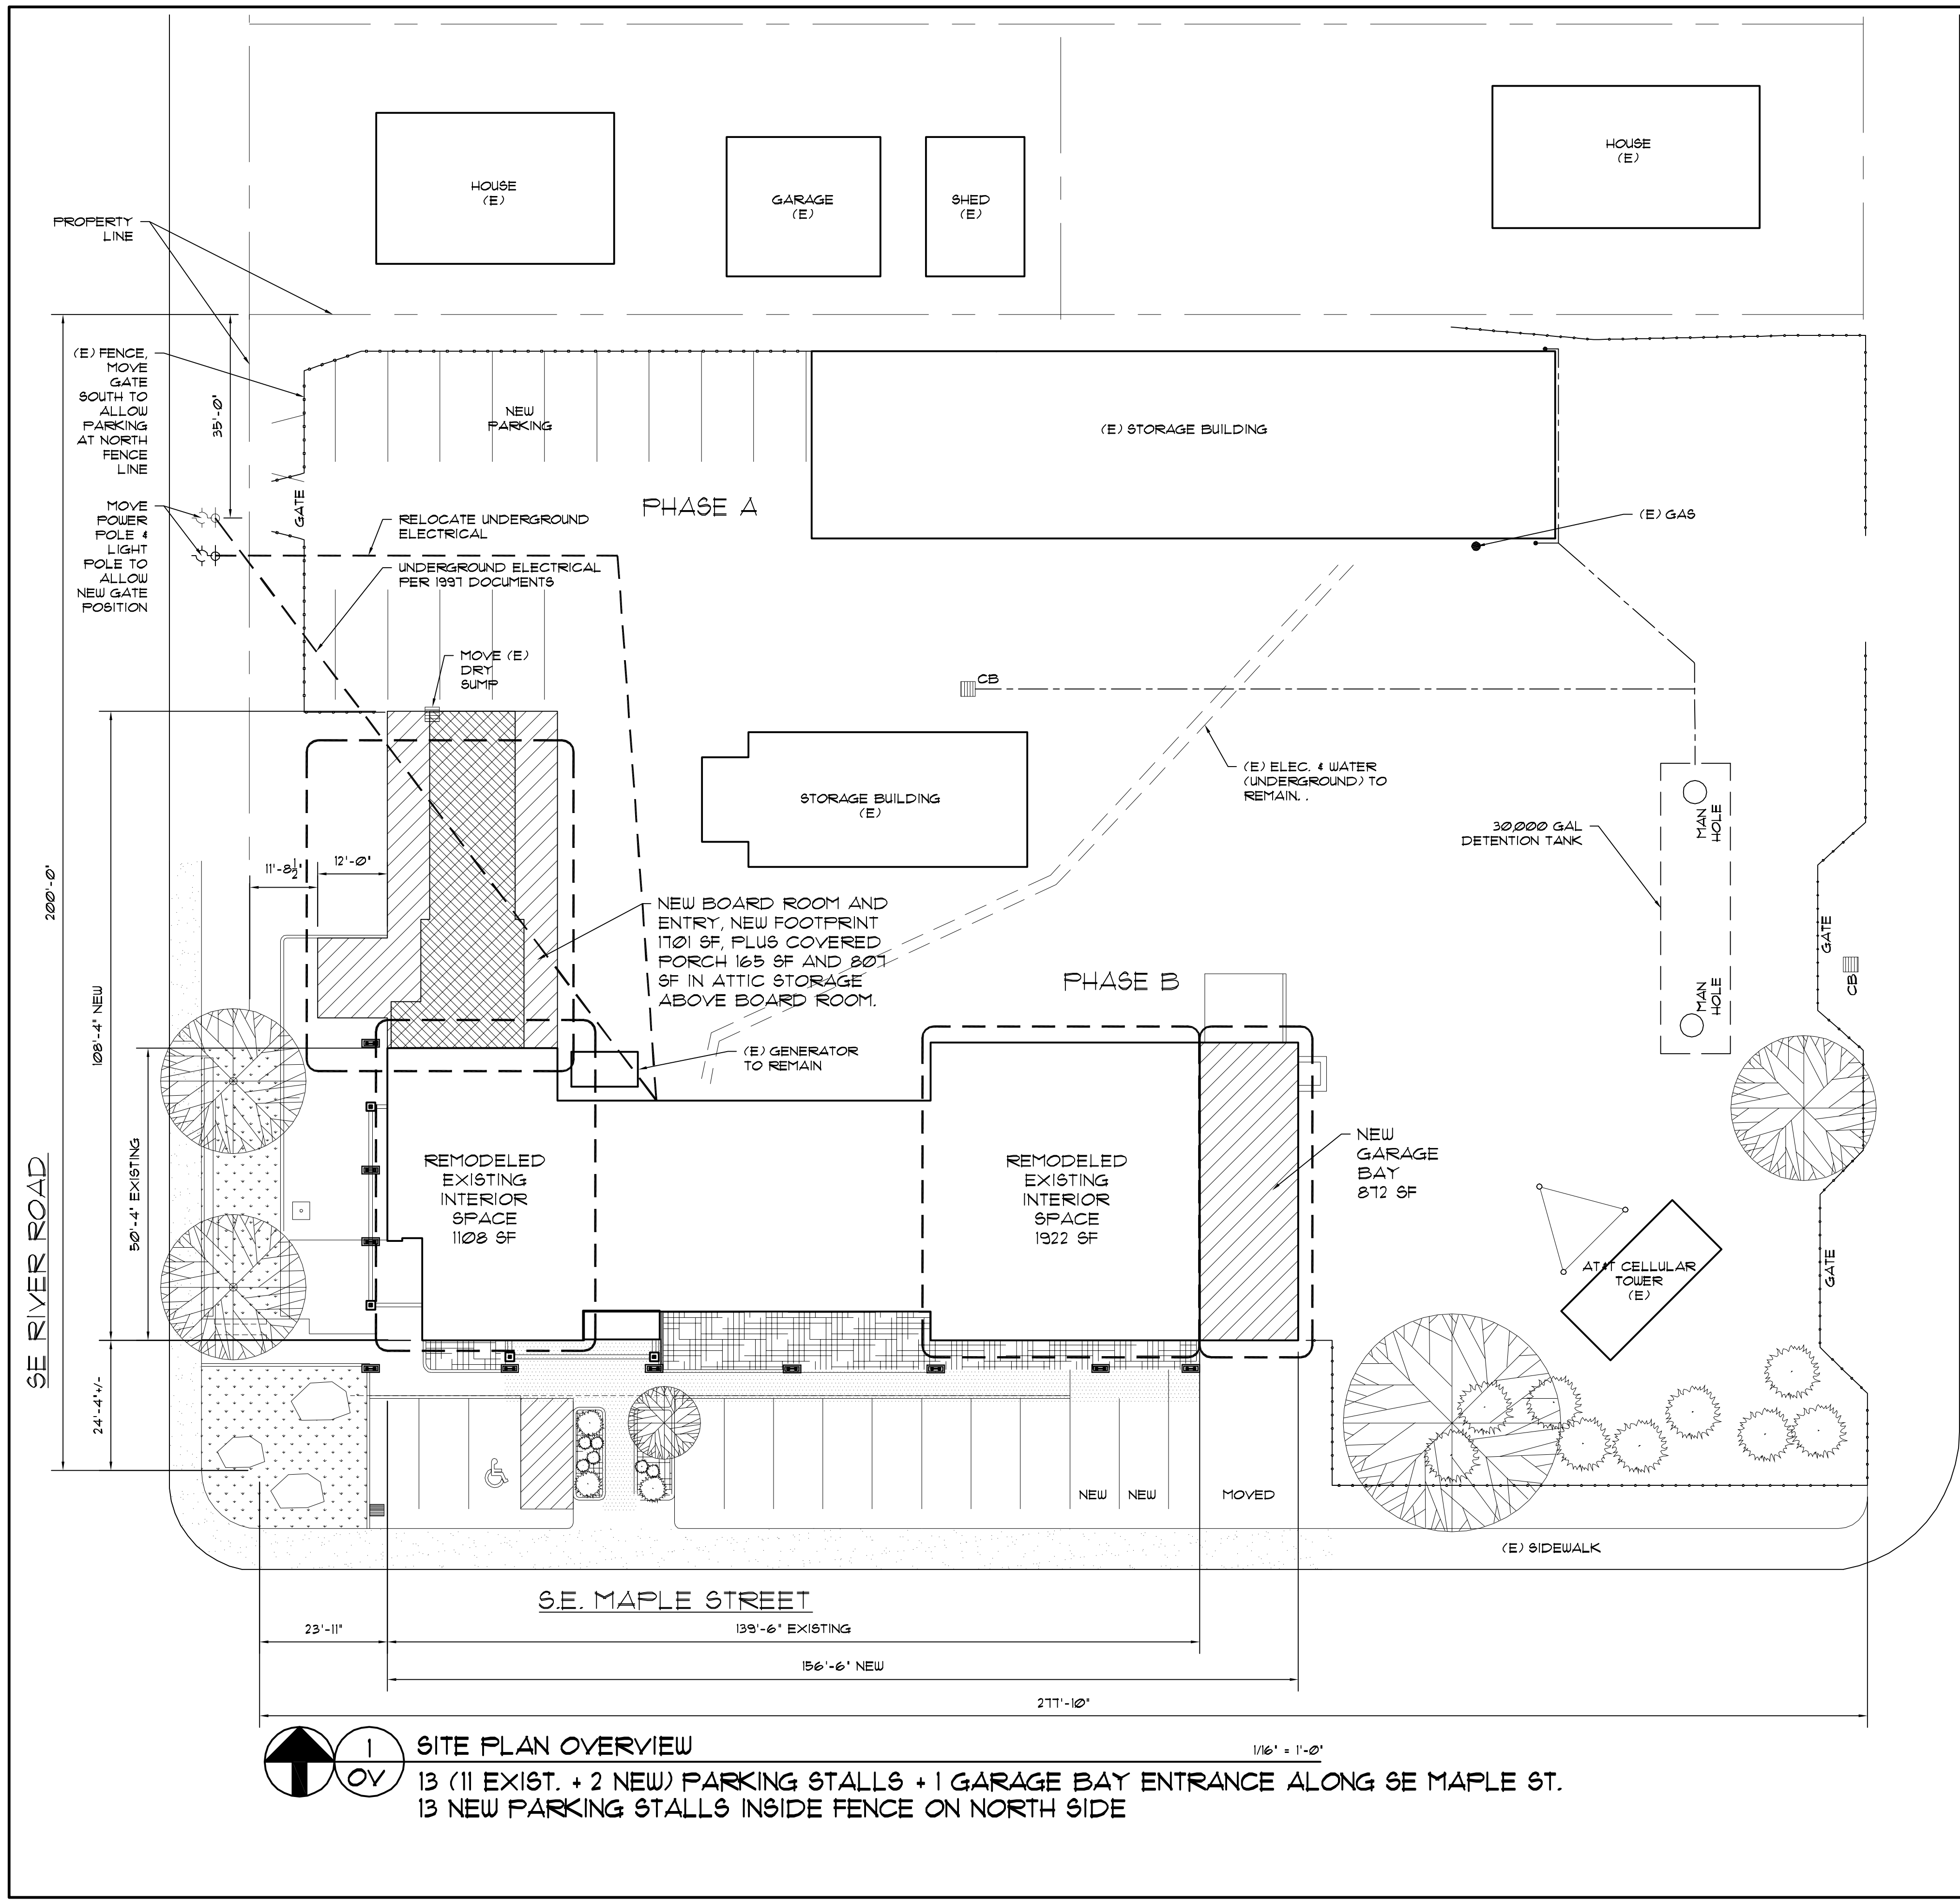 HOUSE
(E)
GARAGE
(E)
SHED
(E)
HOUSE
(E)
PROPERTY
LINE
(E) FENCE,
MOVE
GATE
SOUTH TO
ALLOW
PARKING
AT NORTH
FENCE
LINE
35'-0"
NEW
PARKING
(E) STORAGE BUILDING
PHASE A
GATE
MOVE
POWER
POLE &
LIGHT
POLE TO
ALLOW
NEW GATE
POSITION
RELOCATE UNDERGROUND
ELECTRICAL
UNDERGROUND ELECTRICAL
PER 1997 DOCUMENTS
(E) GAS
MOVE (E)
DRY
SUMP
CB
(E) ELEC. & WATER
(UNDERGROUND) TO
REMAIN. .
STORAGE BUILDING
(E)
30,000 GAL
DETENTION TANK
MAN
HOLE
MAN
HOLE
GATE
CB
200'-0"
11'-8 1/2"
12'-0"
NEW BOARD ROOM AND
ENTRY, NEW FOOTPRINT
1701 SF, PLUS COVERED
PORCH 165 SF AND 807
SF IN ATTIC STORAGE
ABOVE BOARD ROOM.
PHASE B
108'-4" NEW
(E) GENERATOR
TO REMAIN
50'-4" EXISTING
REMODELED
EXISTING
INTERIOR
SPACE
1108 SF
REMODELED
EXISTING
INTERIOR
SPACE
1922 SF
NEW
GARAGE
BAY
872 SF
AT&T CELLULAR
TOWER
(E)
GATE
SE RIVER ROAD
24'-4"+/-
NEW
NEW
MOVED
(E) SIDEWALK
S.E. MAPLE STREET
23'-11"
139'-6" EXISTING
156'-6" NEW
277'-10"
1
OV
SITE PLAN OVERVIEW
1/16" = 1'-0"
13 (11 EXIST. + 2 NEW) PARKING STALLS + 1 GARAGE BAY ENTRANCE ALONG SE MAPLE ST.
13 NEW PARKING STALLS INSIDE FENCE ON NORTH SIDE